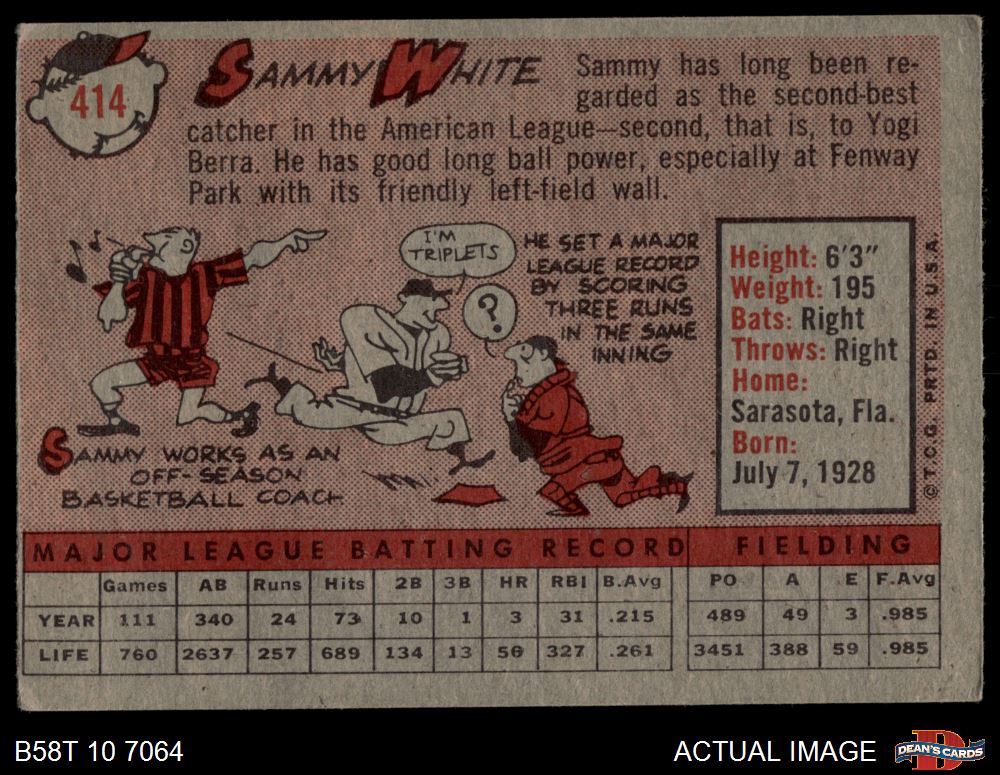 414
SAMMY WHITE
Sammy has long been re-
garded as the second-best
catcher in the American League—second, that is, to Yogi
Berra. He has good long ball power, especially at Fenway
Park with its friendly left-field wall.
I'M
TRIPLETS
?
HE SET A MAJOR
LEAGUE RECORD
BY SCORING
THREE RUNS
IN THE SAME
INNING
SAMMY WORKS AS AN
OFF-SEASON
BASKETBALL COACH
Height: 6'3"
Weight: 195
Bats: Right
Throws: Right
Home:
Sarasota, Fla.
Born:
July 7, 1928
© T.C.G. PRTD. IN U.S.A.
MAJOR LEAGUE BATTING RECORD FIELDING
Games AB Runs Hits 2B 3B HR RBI B.Avg PO A E F.Avg
YEAR 111 340 24 73 10 1 3 31 .215 489 49 3 .985
LIFE 760 2637 257 689 134 13 56 327 .261 3451 388 59 .985
B58T 10 7064
ACTUAL IMAGE
D
DEAN'S CARDS